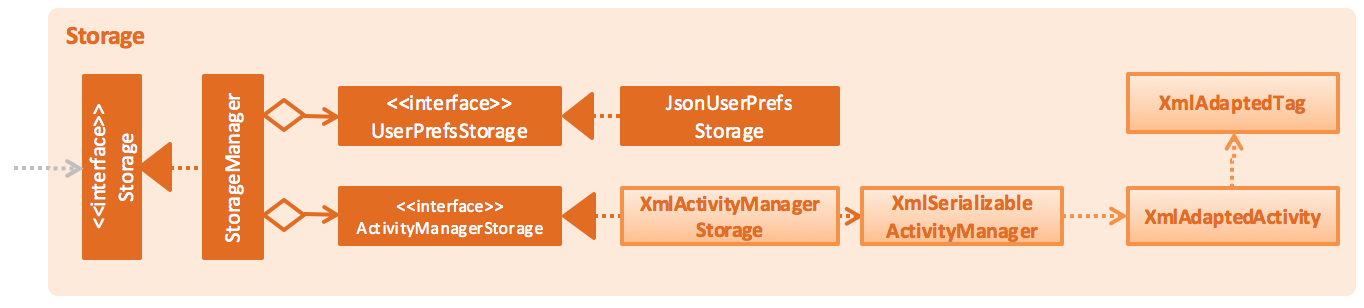 Storage
<<interface>>
Storage
StorageManager
<<interface>>
UserPrefsStorage
JsonUserPrefs
Storage
<<interface>>
ActivityManagerStorage
XmlActivityManager
Storage
XmlSerializable
ActivityManager
XmlAdaptedTag
XmlAdaptedActivity